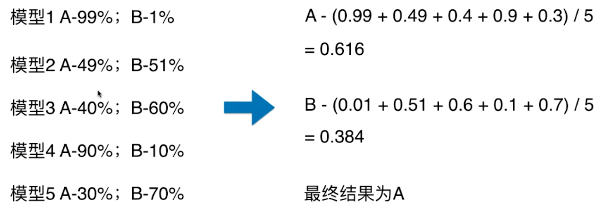 模型1 A-99%；B-1%
模型2 A-49%；B-51%
模型3 A-40%；B-60%
模型4 A-90%；B-10%
模型5 A-30%；B-70%
A - (0.99 + 0.49 + 0.4 + 0.9 + 0.3) / 5
= 0.616
B - (0.01 + 0.51 + 0.6 + 0.1 + 0.7) / 5
= 0.384
最终结果为A